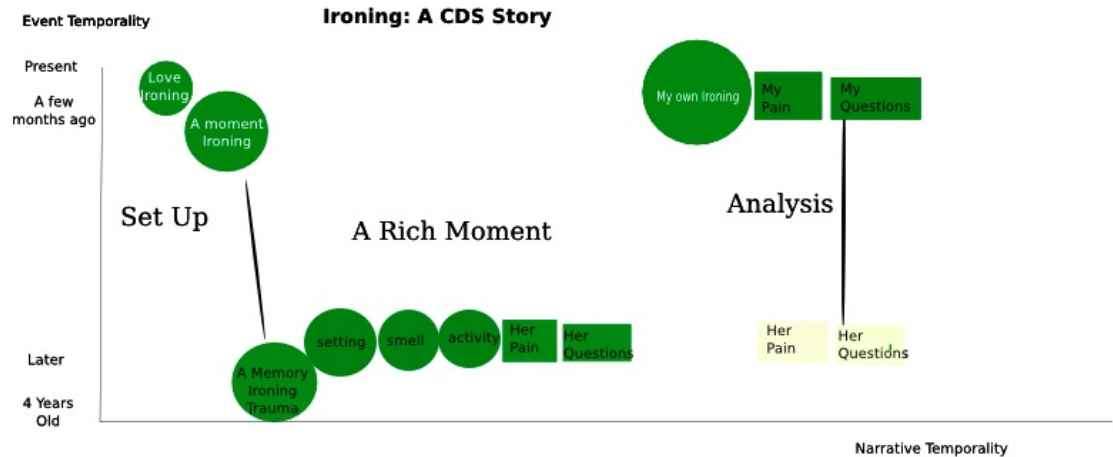 Ironing: A CDS Story
Event Temporality
Present
A few
months ago
Love
Ironing
A moment
Ironing
My own Ironing
My
Pain
My
Questions
Set Up
A Rich Moment
Analysis
Later
4 Years
Old
A Memory
Ironing
Trauma
setting
smell
activity
Her
Pain
Her
Questions
Her
Pain
Her
Questions
Narrative Temporality